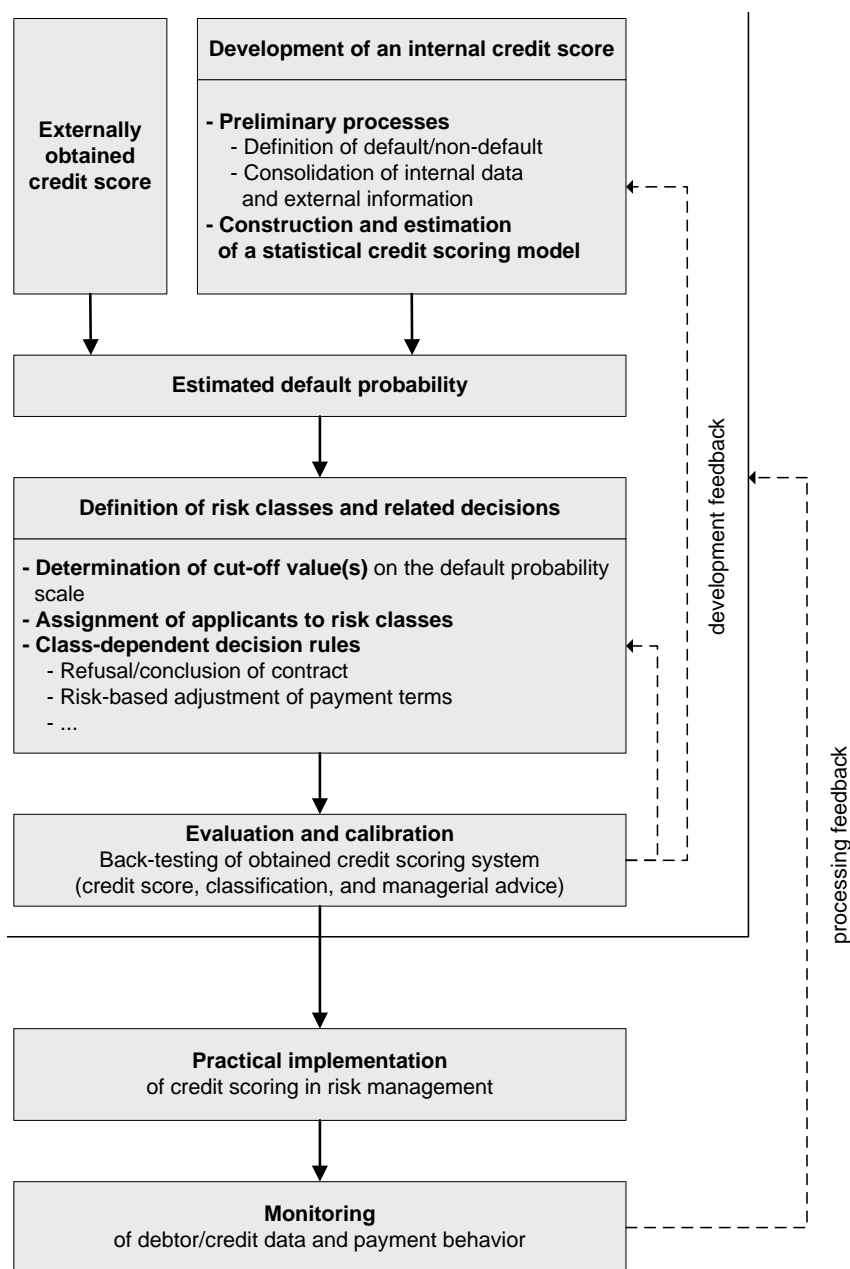 Externally
obtained
credit score
Development of an internal credit score
- Preliminary processes
- Definition of default/non-default
- Consolidation of internal data
and external information
- Construction and estimation
of a statistical credit scoring model
Estimated default probability
Definition of risk classes and related decisions
- Determination of cut-off value(s) on the default probability
scale
- Assignment of applicants to risk classes
- Class-dependent decision rules
- Refusal/conclusion of contract
- Risk-based adjustment of payment terms
- ...
Evaluation and calibration
Back-testing of obtained credit scoring system
(credit score, classification, and managerial advice)
development feedback
processing feedback
Practical implementation
of credit scoring in risk management
Monitoring
of debtor/credit data and payment behavior